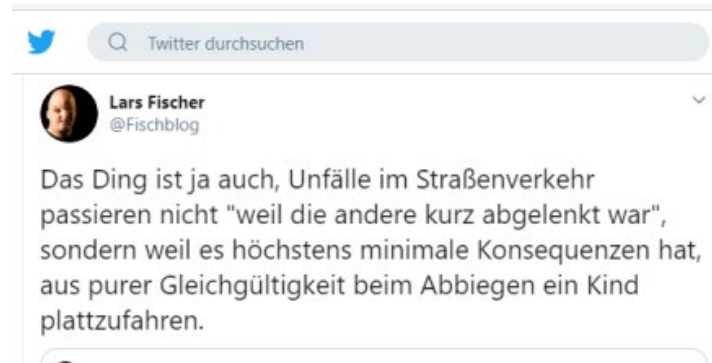 Twitter durchsuchen
Lars Fischer
@Fischblog
Das Ding ist ja auch, Unfälle im Straßenverkehr
passieren nicht "weil die andere kurz abgelenkt war",
sondern weil es höchstens minimale Konsequenzen hat,
aus purer Gleichgültigkeit beim Abbiegen ein Kind
plattzufahren.